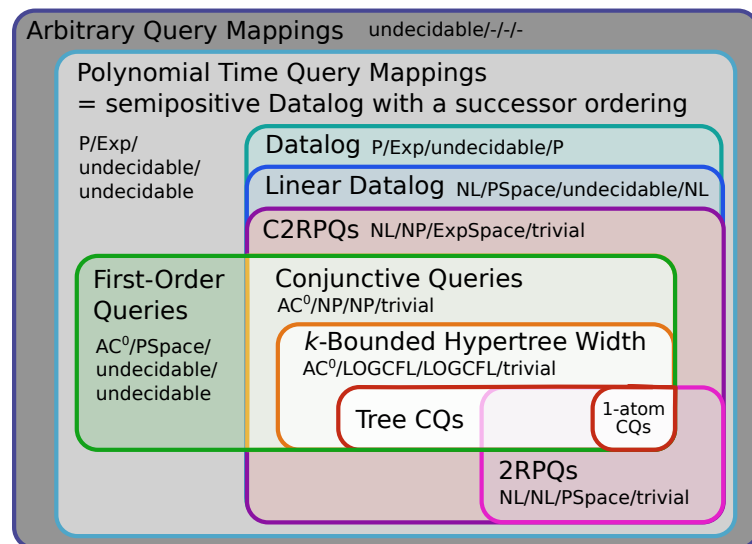 Arbitrary Query Mappings undecidable/-/-/-
Polynomial Time Query Mappings
= semipositive Datalog with a successor ordering
P/Exp/
undecidable/
undecidable
Datalog P/Exp/undecidable/P
Linear Datalog NL/PSpace/undecidable/NL
C2RPQs NL/NP/ExpSpace/trivial
First-Order
Queries
AC⁰/PSpace/
undecidable/
undecidable
Conjunctive Queries
AC⁰/NP/NP/trivial
k-Bounded Hypertree Width
AC⁰/LOGCFL/LOGCFL/trivial
Tree CQs
1-atom
CQs
2RPQs
NL/NL/PSpace/trivial